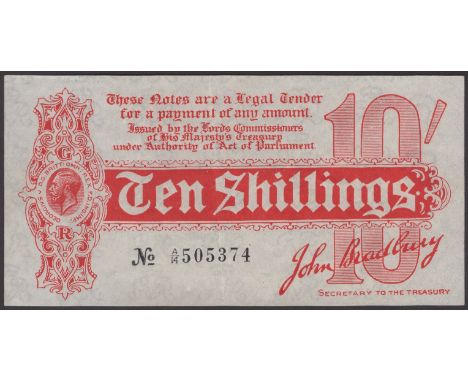 These Notes are a Legal Tender
for a payment of any amount.
Issued by the Lords Commissioners
of His Majesty's Treasury
under Authority of Act of Parliament.
10/
G
R
Ten Shillings
No A/14 505374
John Bradbury
10
SECRETARY TO THE TREASURY